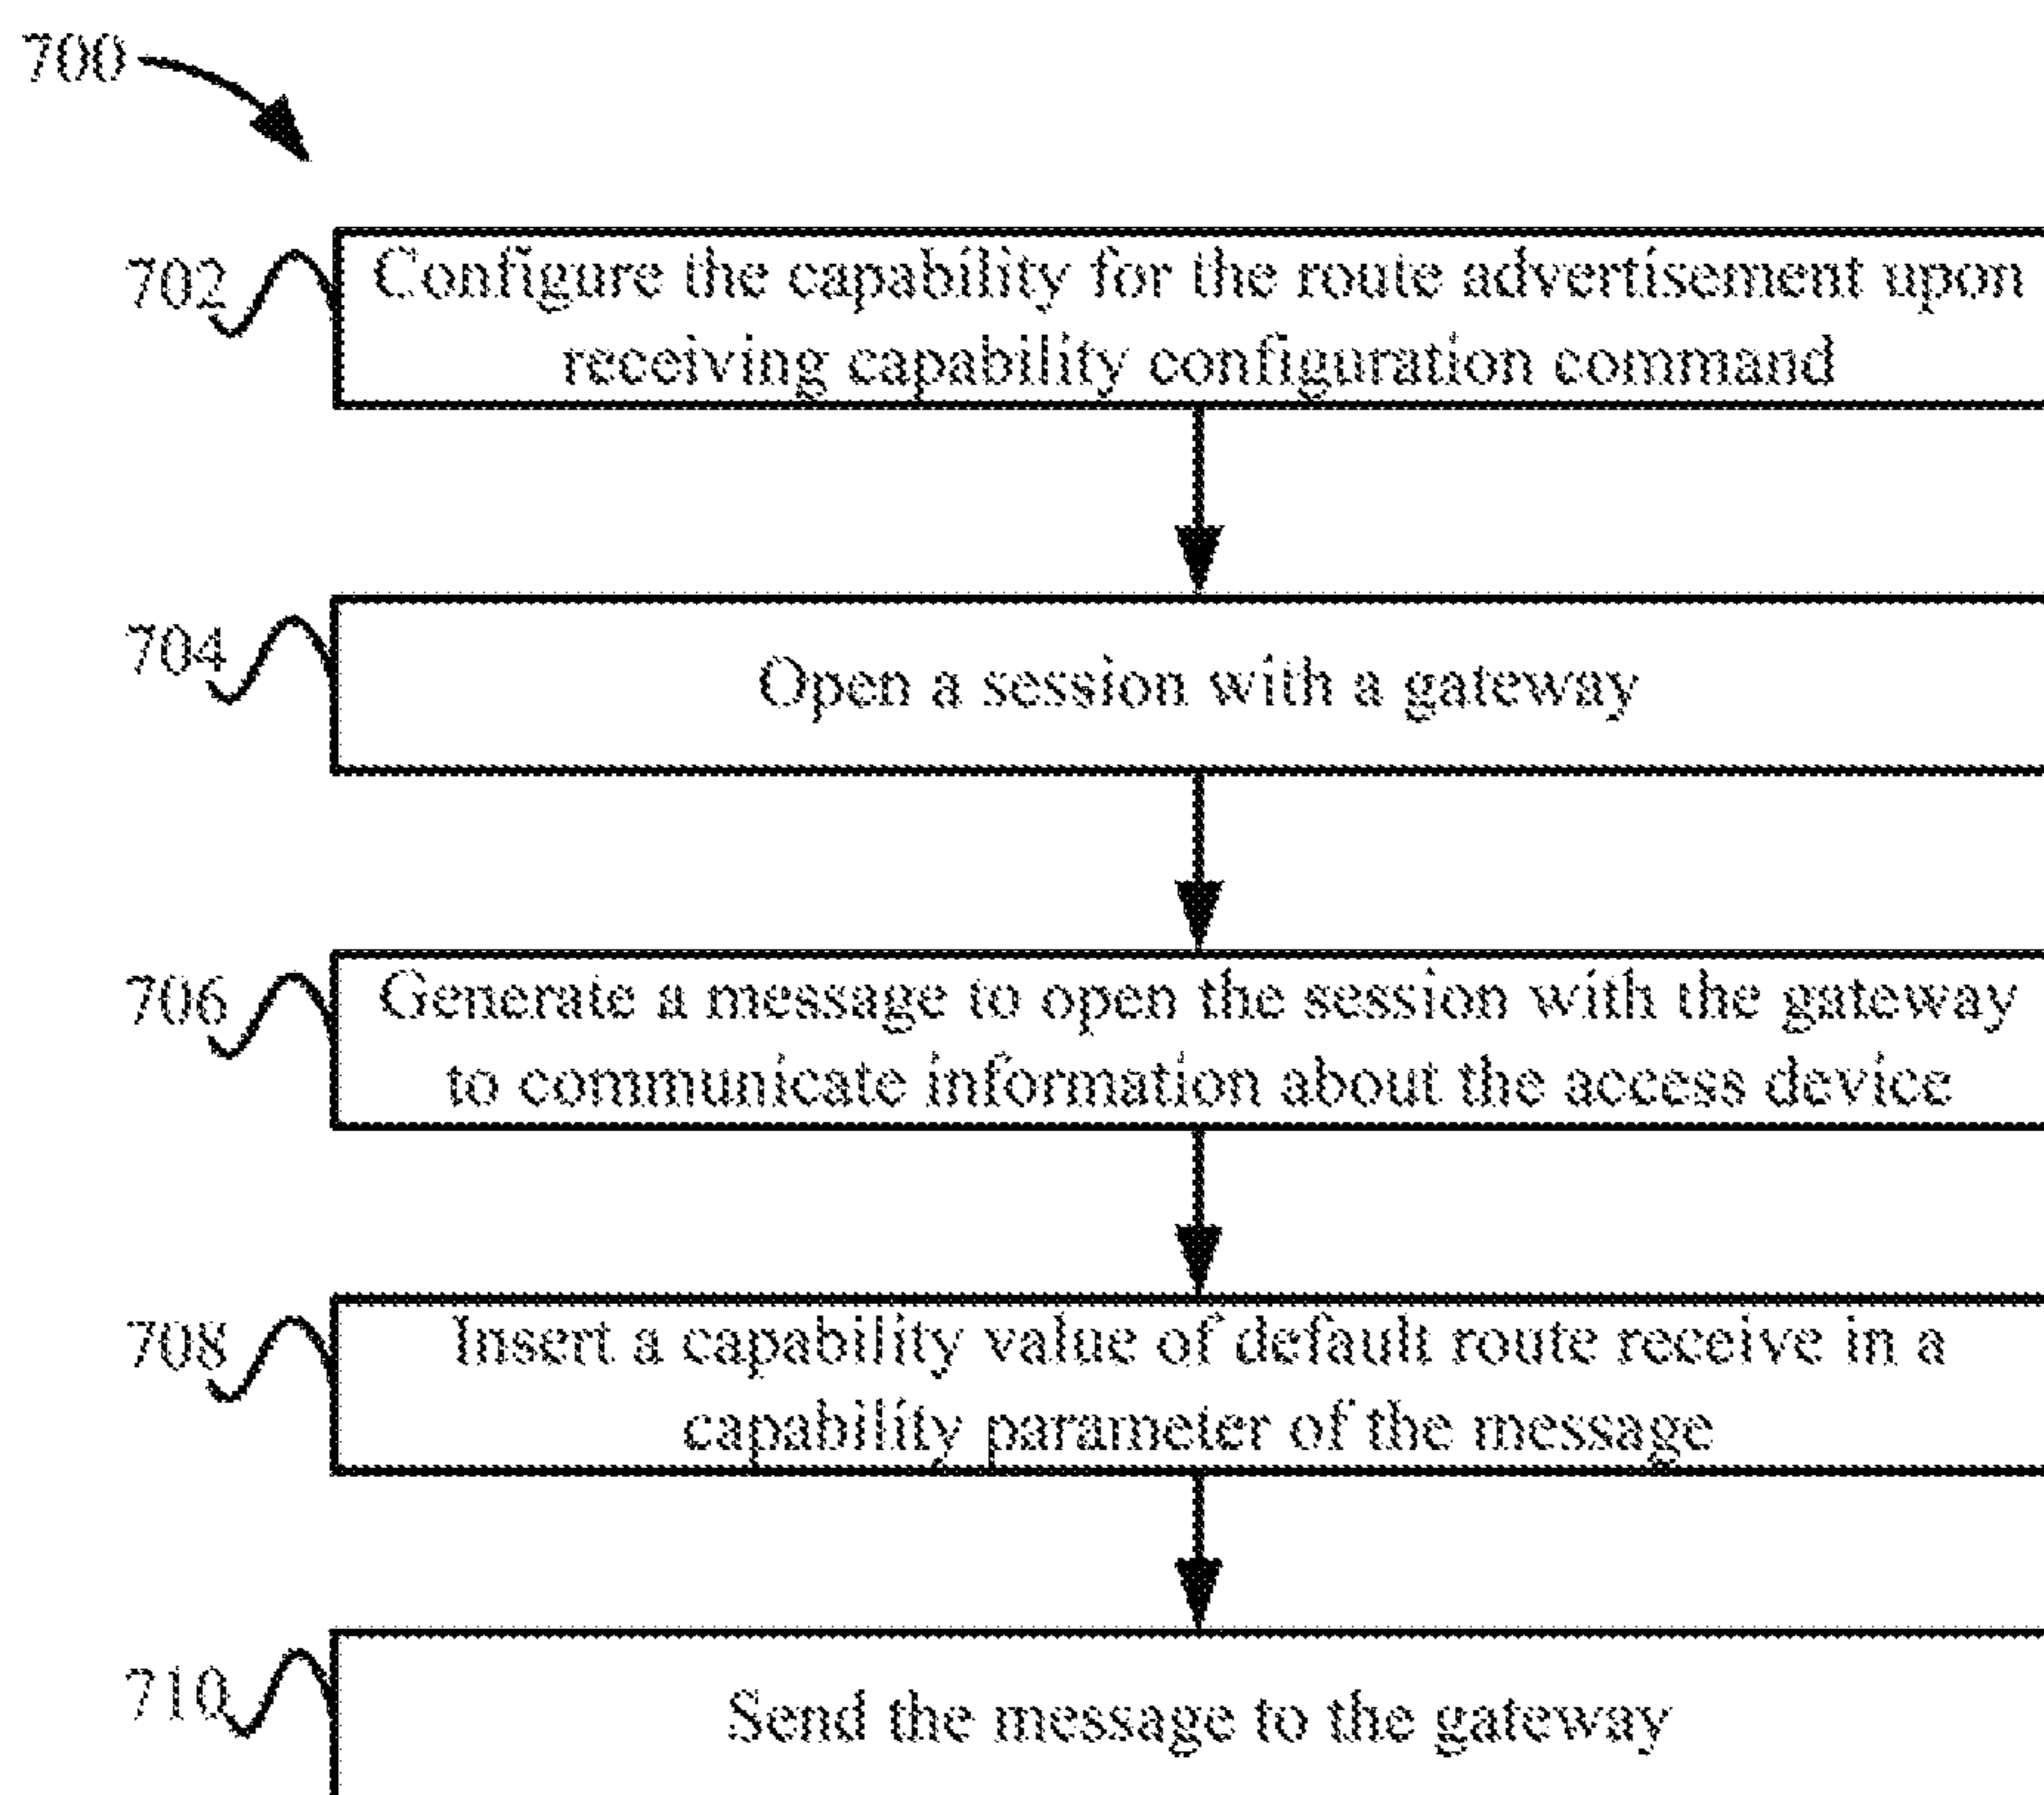 700
702
Configure the capability for the route advertisement upon
receiving capability configuration command
704
Open a session with a gateway
706
Generate a message to open the session with the gateway
to communicate information about the access device
708
Insert a capability value of default route receive in a
capability parameter of the message
710
Send the message to the gateway